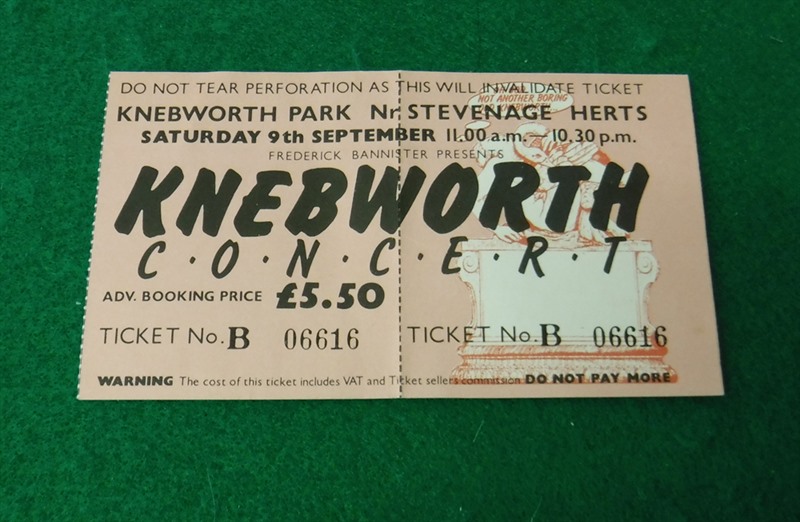 DO NOT TEAR PERFORATION AS THIS WILL INVALIDATE TICKET
NOT ANOTHER BORING
KNEBWORTH PARK Nr STEVENAGE HERTS
SATURDAY 9th SEPTEMBER 11.00 a.m. – 10.30 p.m.
FREDERICK BANNISTER PRESENTS
KNEBWORTH
C·O·N·C·E·R·T
ADV. BOOKING PRICE £5.50
TICKET No. B 06616 TICKET No. B 06616
WARNING The cost of this ticket includes VAT and Ticket sellers commission DO NOT PAY MORE